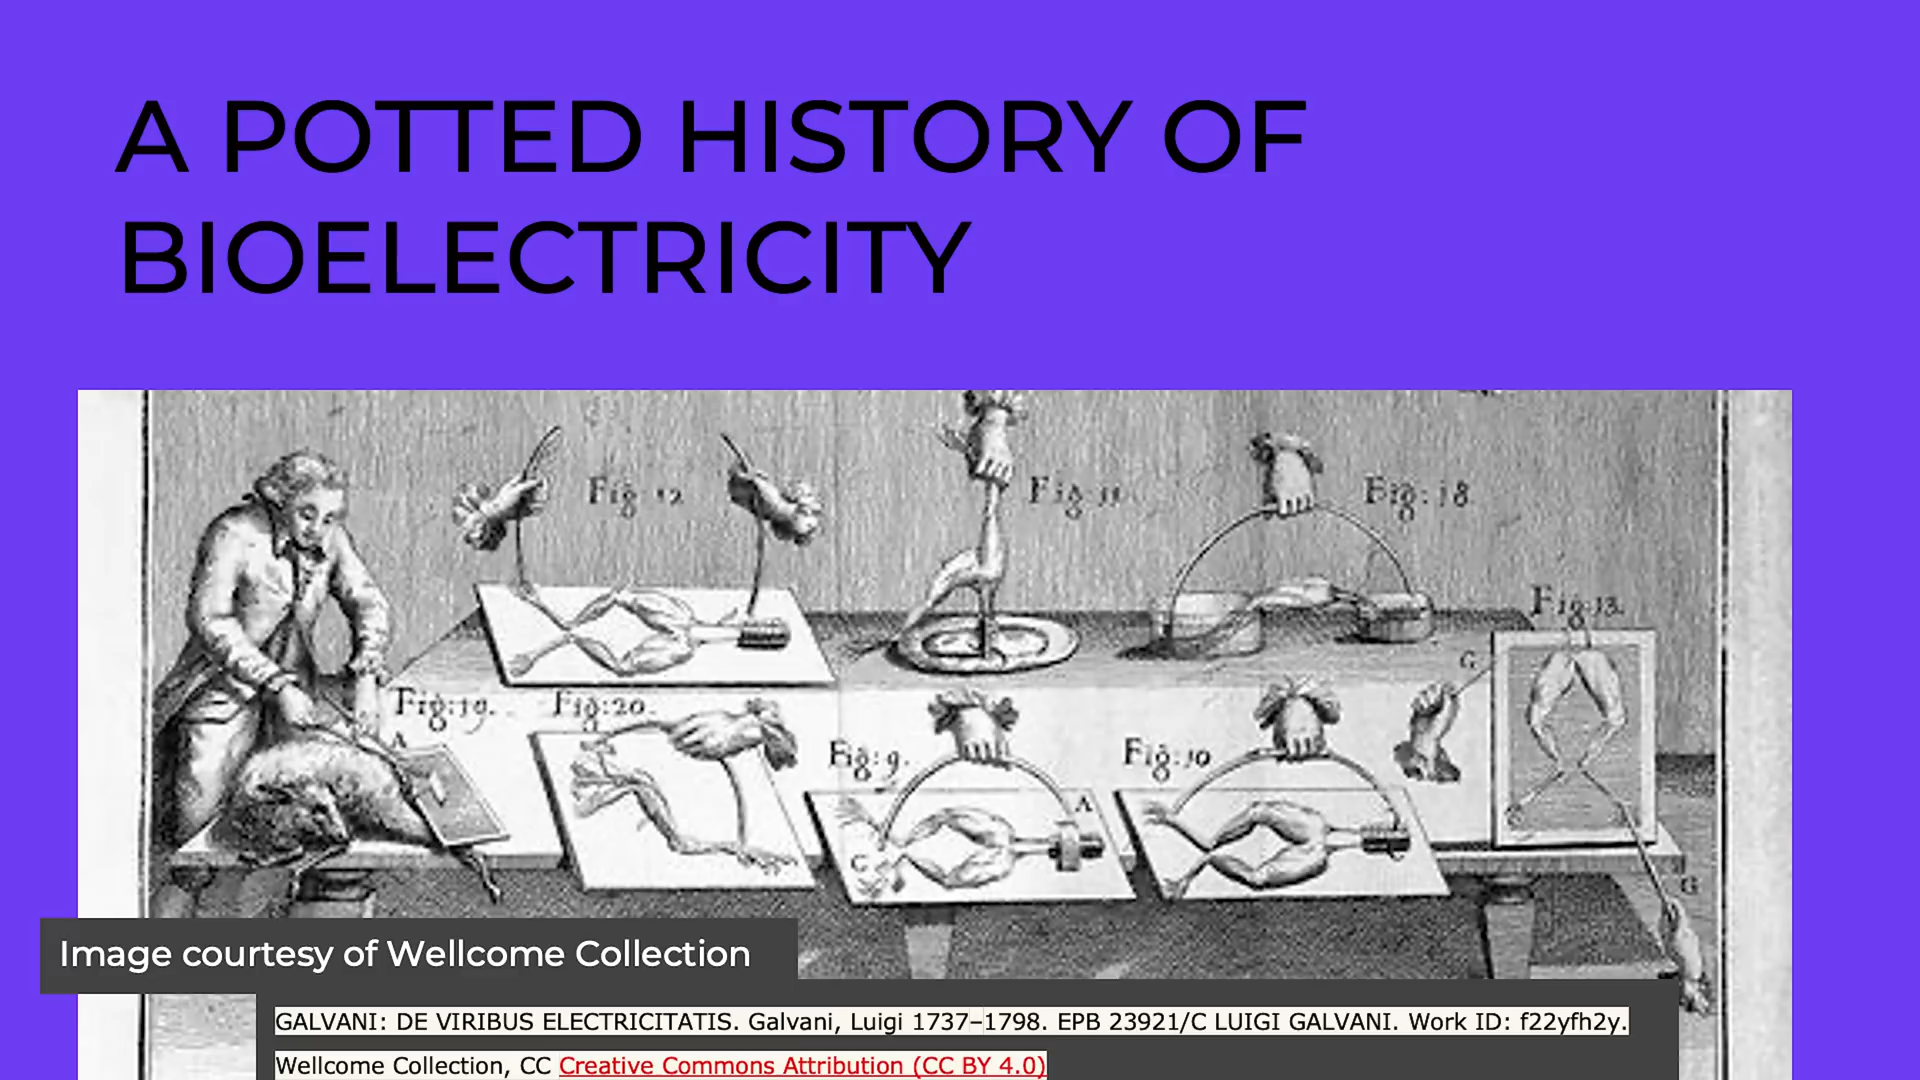 A POTTED HISTORY OF
BIOELECTRICITY
Fig 12
Fig 11
Fig: 18.
Fig: 13.
G
Fig: 19.
Fig: 20.
A
Fig: 9.
Fig: 10
A
G
G
Image courtesy of Wellcome Collection
GALVANI: DE VIRIBUS ELECTRICITATIS. Galvani, Luigi 1737–1798. EPB 23921/C LUIGI GALVANI. Work ID: f22yfh2y.
Wellcome Collection, CC Creative Commons Attribution (CC BY 4.0)